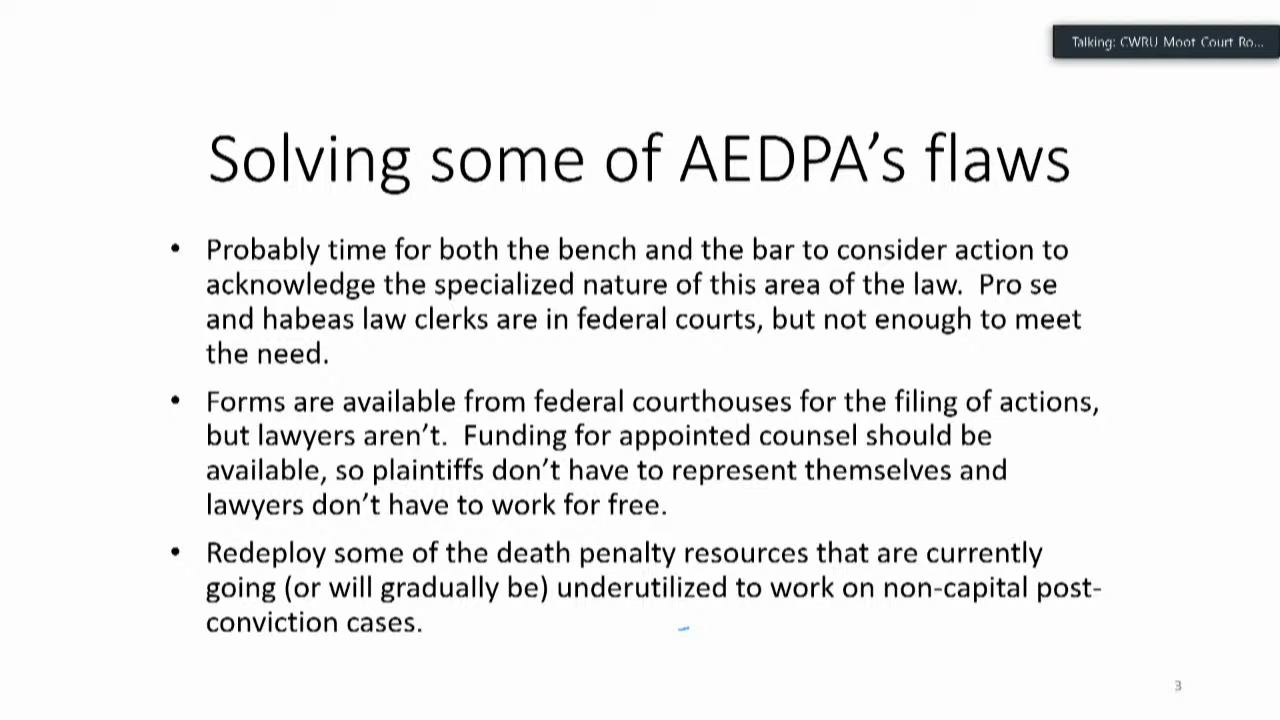 Talking: CWRU Moot Court Ro...
Solving some of AEDPA’s flaws
• Probably time for both the bench and the bar to consider action to
acknowledge the specialized nature of this area of the law.  Pro se
and habeas law clerks are in federal courts, but not enough to meet
the need.
• Forms are available from federal courthouses for the filing of actions,
but lawyers aren’t.  Funding for appointed counsel should be
available, so plaintiffs don’t have to represent themselves and
lawyers don’t have to work for free.
• Redeploy some of the death penalty resources that are currently
going (or will gradually be) underutilized to work on non-capital post-
conviction cases.
3